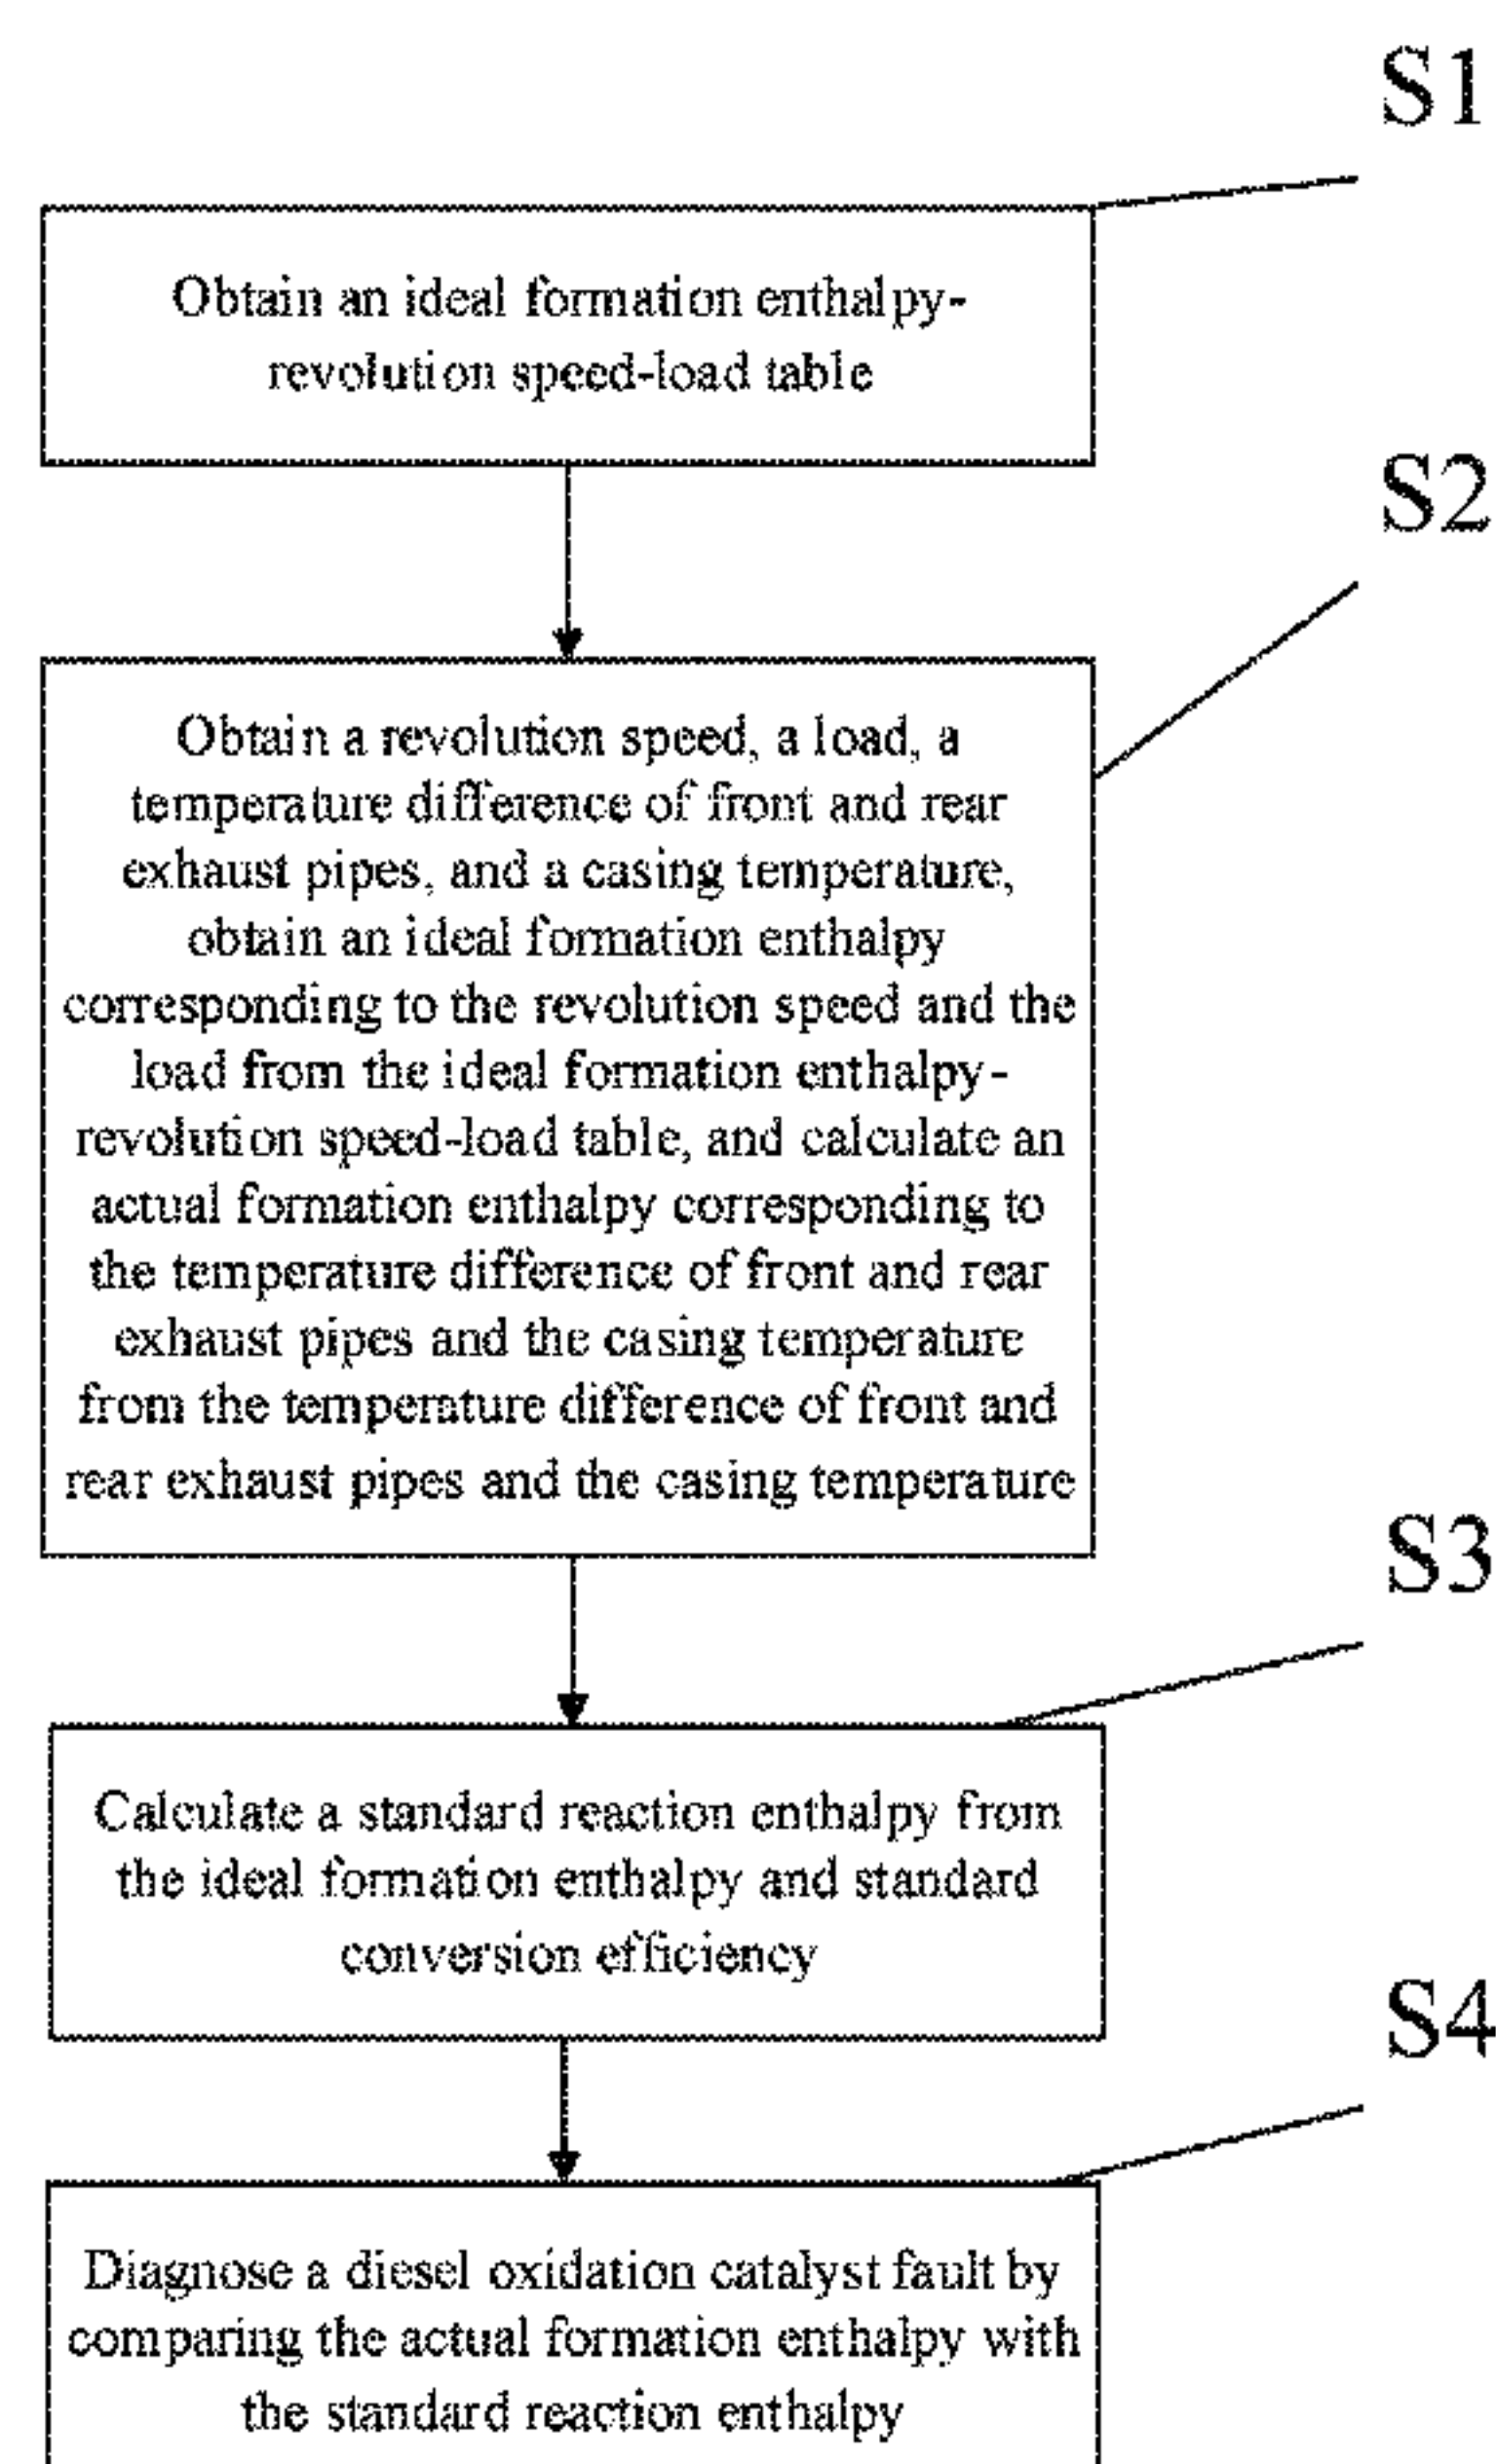 S1
Obtain an ideal formation enthalpy-
revolution speed-load table
S2
Obtain a revolution speed, a load, a
temperature difference of front and rear
exhaust pipes, and a casing temperature,
obtain an ideal formation enthalpy
corresponding to the revolution speed and the
load from the ideal formation enthalpy-
revolution speed-load table, and calculate an
actual formation enthalpy corresponding to
the temperature difference of front and rear
exhaust pipes and the casing temperature
from the temperature difference of front and
rear exhaust pipes and the casing temperature
S3
Calculate a standard reaction enthalpy from
the ideal formation enthalpy and standard
conversion efficiency
S4
Diagnose a diesel oxidation catalyst fault by
comparing the actual formation enthalpy with
the standard reaction enthalpy